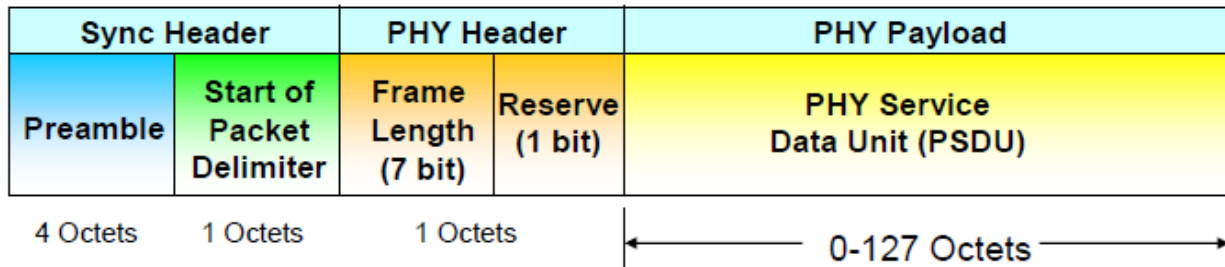 Sync Header
PHY Header
PHY Payload
Preamble
Start of
Packet
Delimiter
Frame
Length
(7 bit)
Reserve
(1 bit)
PHY Service
Data Unit (PSDU)
4 Octets
1 Octets
1 Octets
0-127 Octets